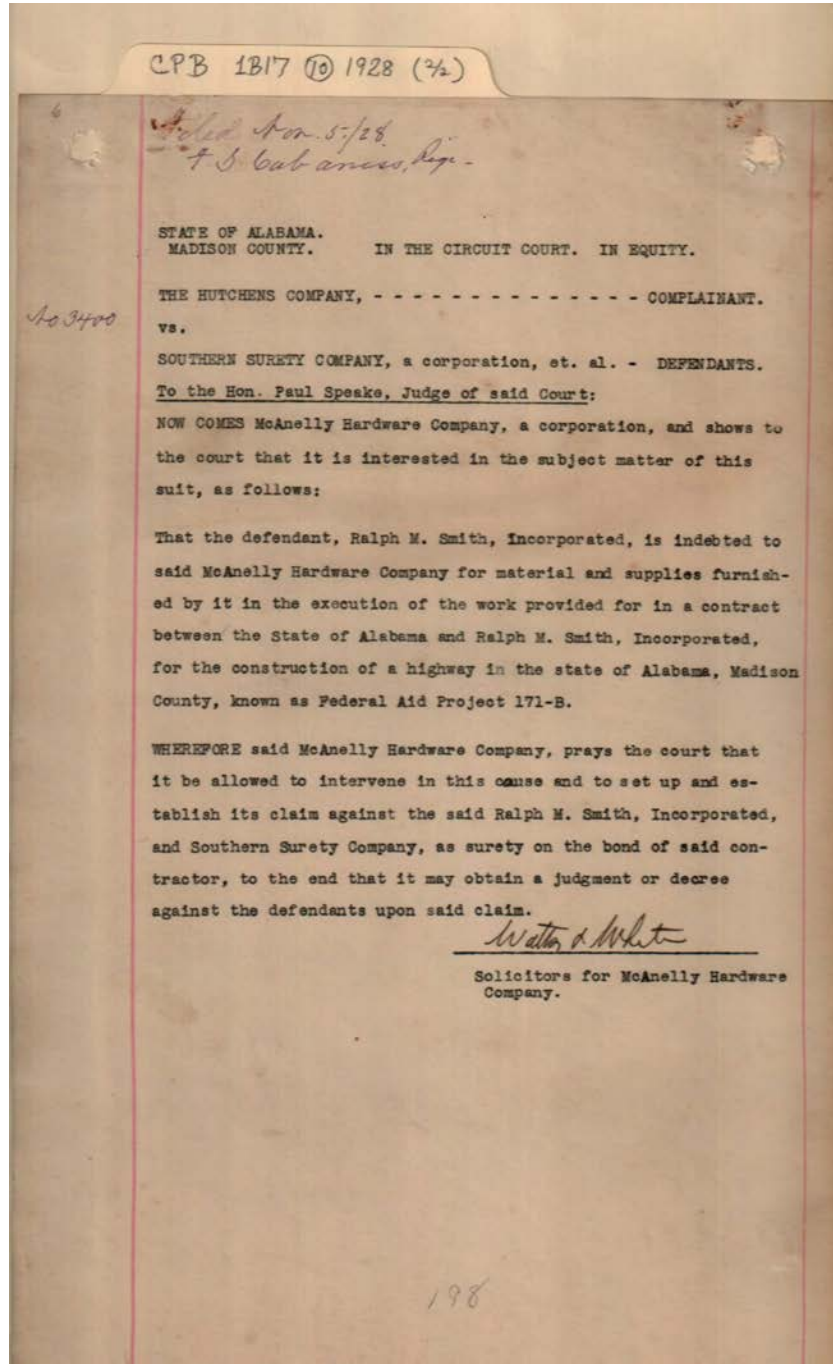 CPB 1B17 ⑩ 1928 (2/2)
6
Filed Nov. 5/28
Cabaniss, Regr-
STATE OF ALABAMA.
MADISON COUNTY. IN THE CIRCUIT COURT. IN EQUITY.
THE HUTCHENS COMPANY, - - - - - - - - - - - - - - COMPLAINANT.
No 3400
vs.
SOUTHERN SURETY COMPANY, a corporation, et. al. - DEFENDANTS.
To the Hon. Paul Speake, Judge of said Court:
NOW COMES McAnelly Hardware Company, a corporation, and shows to
the court that it is interested in the subject matter of this
suit, as follows:
That the defendant, Ralph M. Smith, Incorporated, is indebted to
said McAnelly Hardware Company for material and supplies furnish-
ed by it in the execution of the work provided for in a contract
between the State of Alabama and Ralph M. Smith, Incorporated,
for the construction of a highway in the state of Alabama, Madison
County, known as Federal Aid Project 171-B.
WHEREFORE said McAnelly Hardware Company, prays the court that
it be allowed to intervene in this cause and to set up and es-
tablish its claim against the said Ralph M. Smith, Incorporated,
and Southern Surety Company, as surety on the bond of said con-
tractor, to the end that it may obtain a judgment or decree
against the defendants upon said claim.
White
Solicitors for McAnelly Hardware
Company.
198